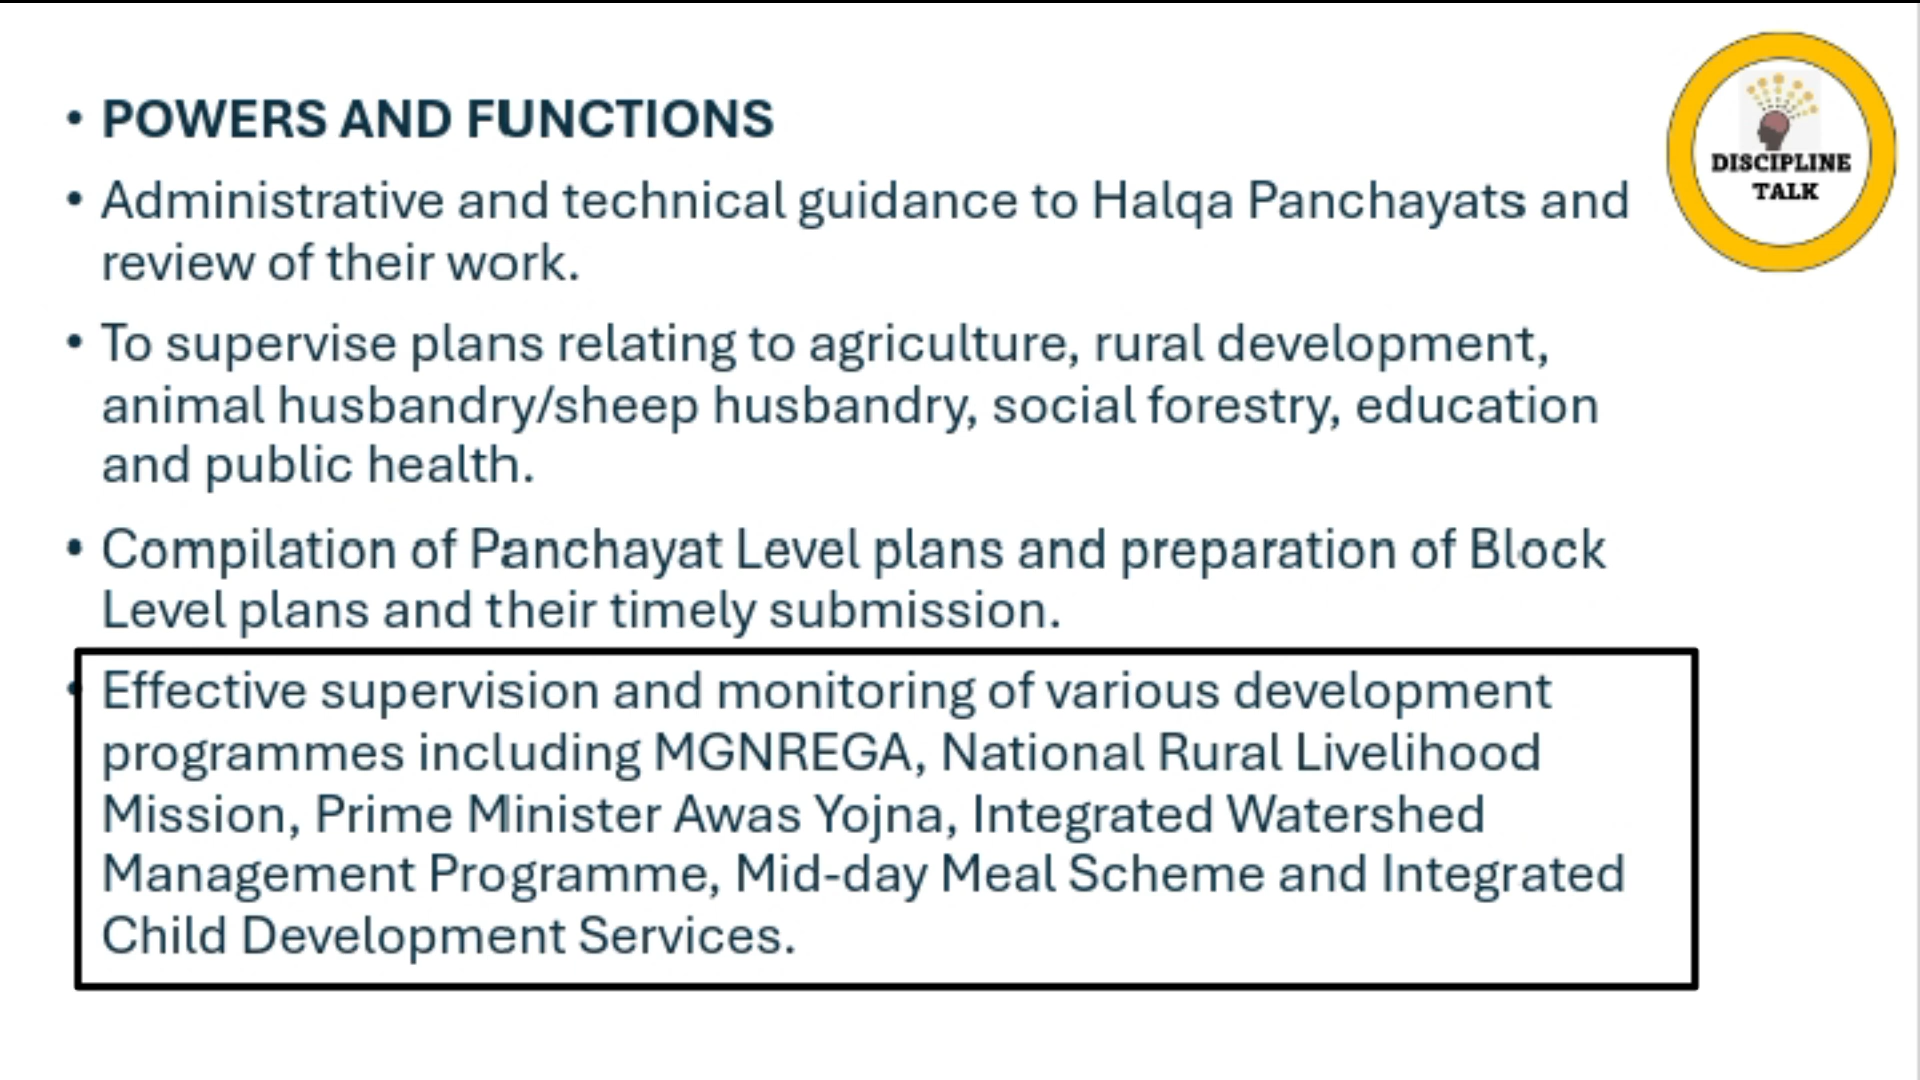 • POWERS AND FUNCTIONS
• Administrative and technical guidance to Halqa Panchayats and
review of their work.
• To supervise plans relating to agriculture, rural development,
animal husbandry/sheep husbandry, social forestry, education
and public health.
• Compilation of Panchayat Level plans and preparation of Block
Level plans and their timely submission.
• Effective supervision and monitoring of various development
programmes including MGNREGA, National Rural Livelihood
Mission, Prime Minister Awas Yojna, Integrated Watershed
Management Programme, Mid-day Meal Scheme and Integrated
Child Development Services.
DISCIPLINE
TALK